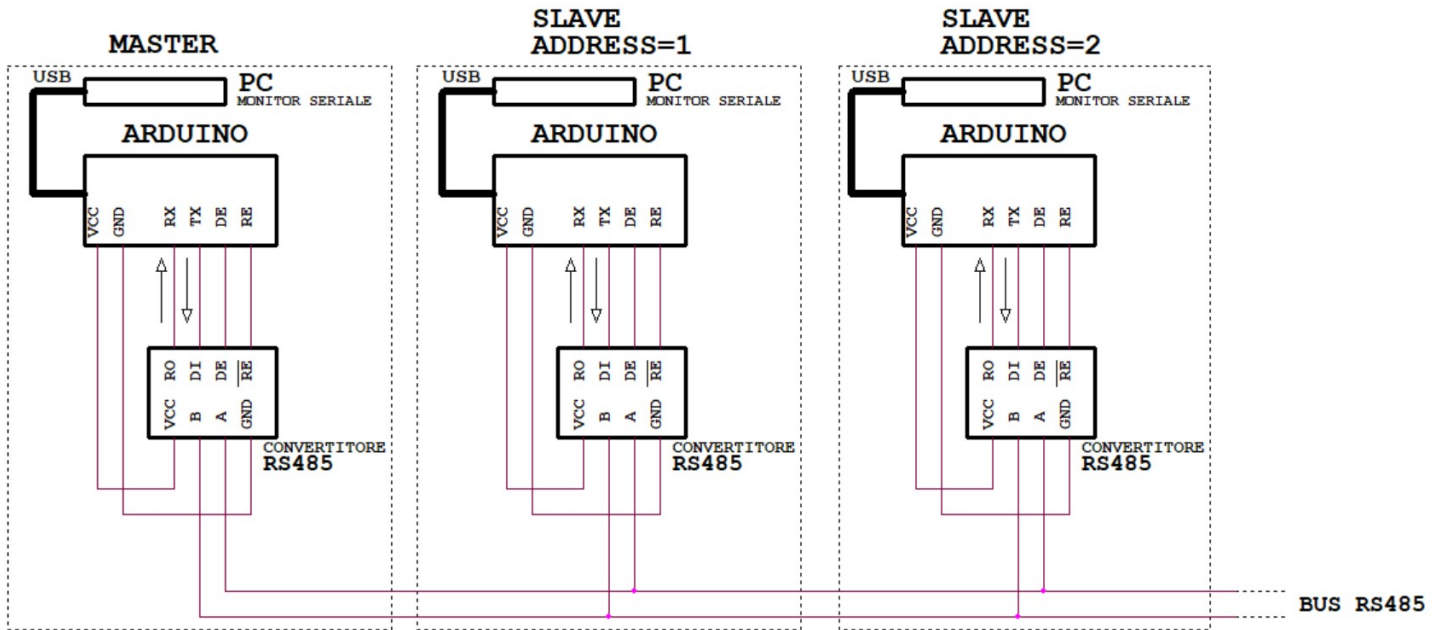 MASTER
USB
PC
MONITOR SERIALE
ARDUINO
VCC GND RX TX DE RE
RO DI DE RE
VCC B A GND
CONVERTITORE
RS485
SLAVE
ADDRESS=1
USB
PC
MONITOR SERIALE
ARDUINO
VCC GND RX TX DE RE
RO DI DE RE
VCC B A GND
CONVERTITORE
RS485
SLAVE
ADDRESS=2
USB
PC
MONITOR SERIALE
ARDUINO
VCC GND RX TX DE RE
RO DI DE RE
VCC B A GND
CONVERTITORE
RS485
BUS RS485